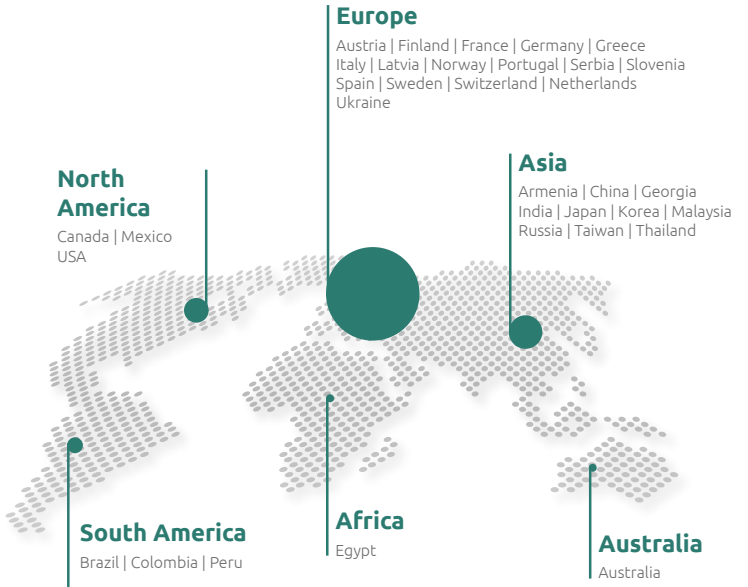 Europe
Austria | Finland | France | Germany | Greece
Italy | Latvia | Norway | Portugal | Serbia | Slovenia
Spain | Sweden | Switzerland | Netherlands
Ukraine
North
America
Canada | Mexico
USA
Asia
Armenia | China | Georgia
India | Japan | Korea | Malaysia
Russia | Taiwan | Thailand
South America
Brazil | Colombia | Peru
Africa
Egypt
Australia
Australia